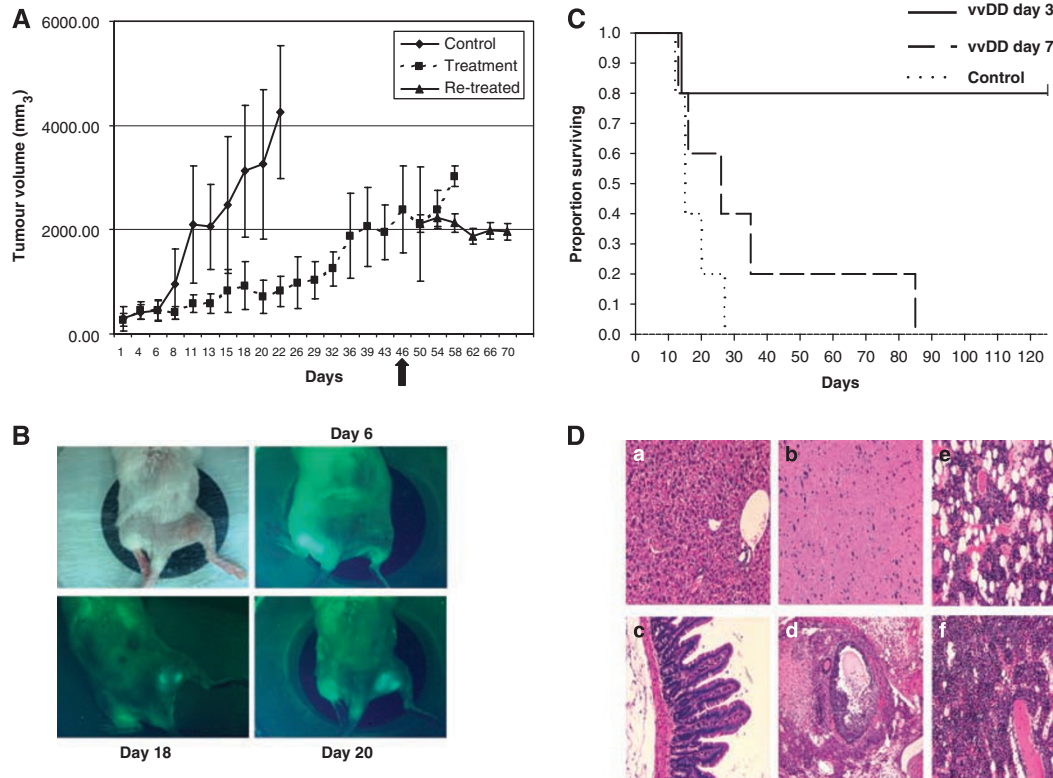 A
6000.00
4000.00
2000.00
0.00
Tumour volume (mm3)
Control
Treatment
Re-treated
1 4 6 8 11 13 15 18 20 22 26 29 32 36 39 43 46 50 54 58 62 66 70
Days
C
vvDD day 3
vvDD day 7
Control
1.0
0.9
0.8
0.7
0.6
0.5
0.4
0.3
0.2
0.1
0.0
Proportion surviving
0 10 20 30 40 50 60 70 80 90 100 110 120
Days
B
Day 6
Day 18
Day 20
D
a
b
e
c
d
f